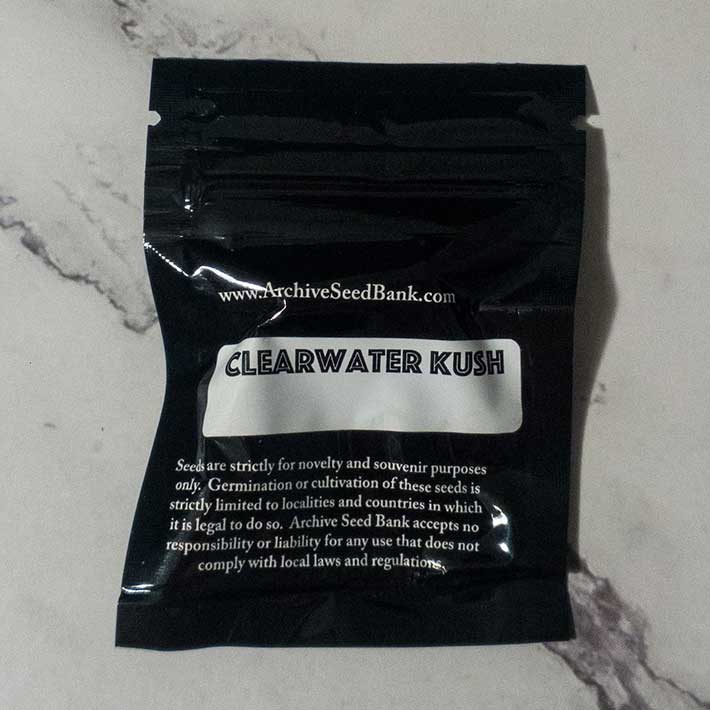 www.ArchiveSeedBank.com
CLEARWATER KUSH
Seeds are strictly for novelty and souvenir purposes
only. Germination or cultivation of these seeds is
strictly limited to localities and countries in which
it is legal to do so. Archive Seed Bank accepts no
responsibility or liability for any use that does not
comply with local laws and regulations.